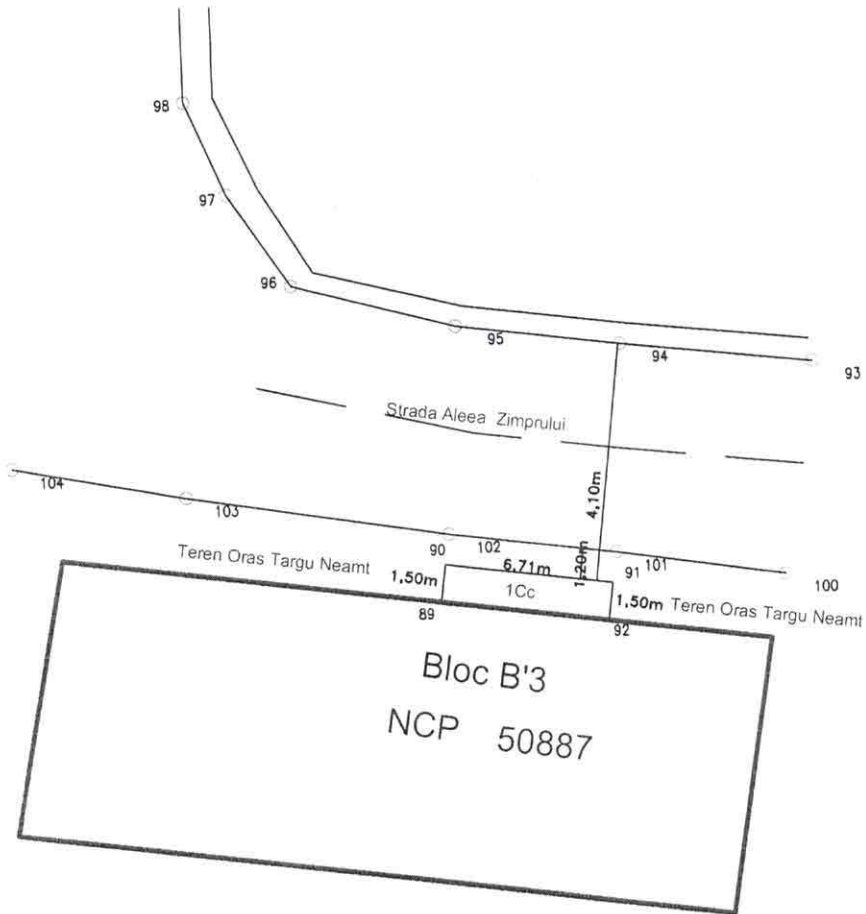 98
97
96
95
94
93
Strada Aleea Zimprului
104
4,10m
103
90
102
101
91
100
Teren Oras Targu Neamt
6.71m
1,20m
1,50m
1Cc
1,50m
Teren Oras Targu Neamt
89
92
Bloc B'3
NCP 50887